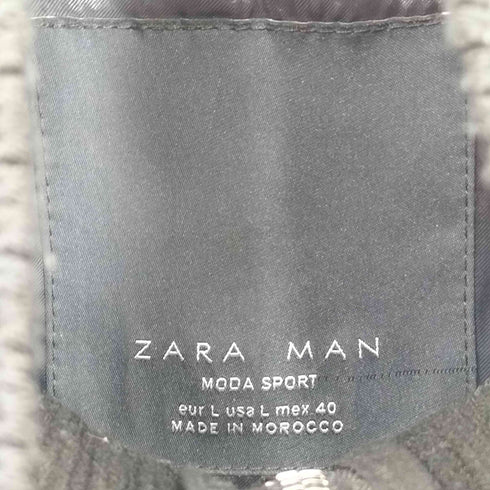 ZARA MAN
MODA SPORT
eur L usa L mex.40
MADE IN MOROCCO